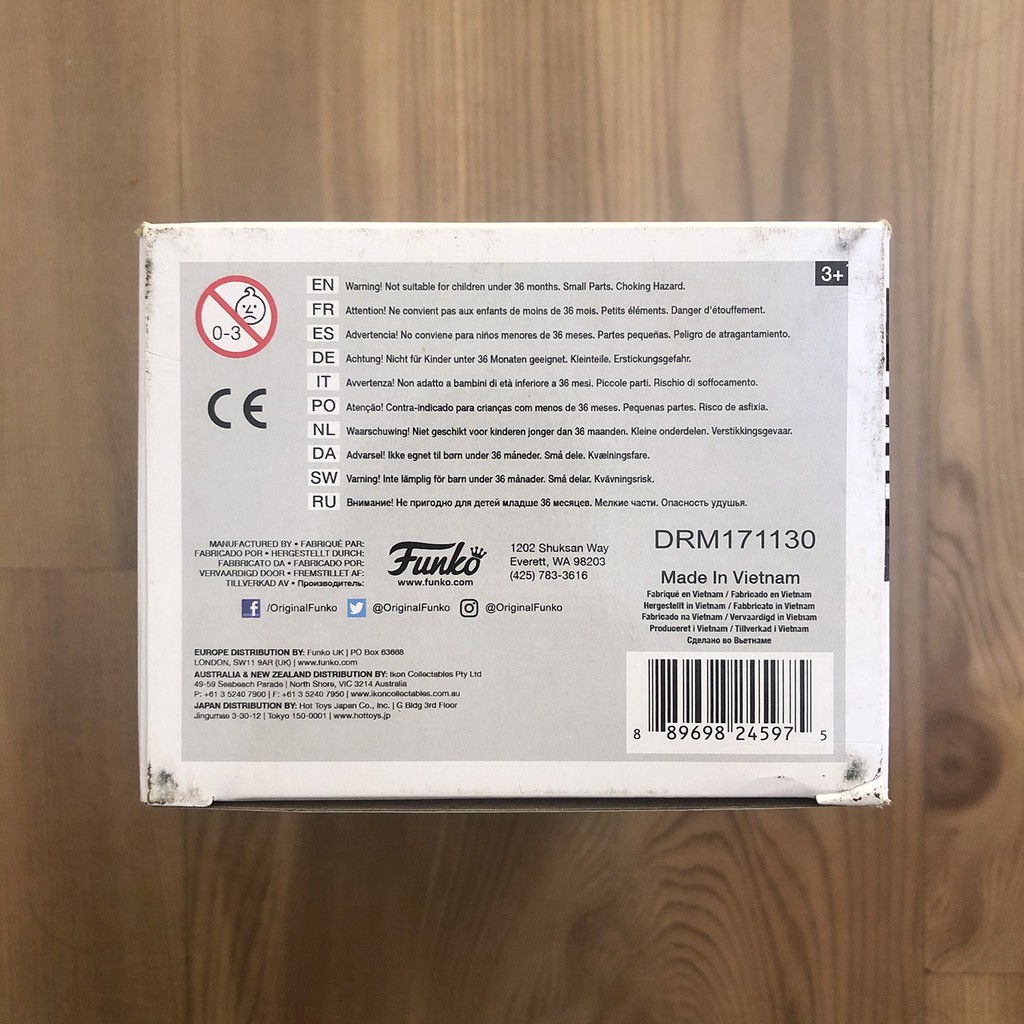 3+
0-3
EN Warning! Not suitable for children under 36 months. Small Parts. Choking Hazard.
FR Attention! Ne convient pas aux enfants de moins de 36 mois. Petits éléments. Danger d'étouffement.
ES Advertencia! No conviene para niños menores de 36 meses. Partes pequeñas. Peligro de atragantamiento.
DE Achtung! Nicht für Kinder unter 36 Monaten geeignet. Kleinteile. Erstickungsgefahr.
IT Avvertenza! Non adatto a bambini di età inferiore a 36 mesi. Piccole parti. Rischio di soffocamento.
PO Atenção! Contra-indicado para crianças com menos de 36 meses. Pequenas partes. Risco de asfixia.
NL Waarschuwing! Niet geschikt voor kinderen jonger dan 36 maanden. Kleine onderdelen. Verstikkingsgevaar.
DA Advarsel! Ikke egnet til børn under 36 måneder. Små dele. Kvælningsfare.
SW Varning! Inte lämplig för barn under 36 månader. Små delar. Kvävningsrisk.
RU Внимание! Не пригодно для детей младше 36 месяцев. Мелкие части. Опасность удушья.
CE
MANUFACTURED BY • FABRIQUÉ PAR:
FABRICADO POR • HERGESTELLT DURCH:
FABBRICATO DA • FABRICADO POR:
VERVAARDIGD DOOR • FREMSTILLET AF:
TILLVERKAD AV • Производитель:
Funko
www.funko.com
1202 Shuksan Way
Everett, WA 98203
(425) 783-3616
/OriginalFunko @OriginalFunko @OriginalFunko
DRM171130
Made In Vietnam
Fabriqué en Vietnam / Fabricado en Vietnam
Hergestellt in Vietnam / Fabbricato in Vietnam
Fabricado na Vietnam / Vervaardigd in Vietnam
Produceret i Vietnam / Tillverkad i Vietnam
Сделано во Вьетнаме
EUROPE DISTRIBUTION BY: Funko UK | PO Box 63668
LONDON, SW11 9AR (UK) | www.funko.com
AUSTRALIA & NEW ZEALAND DISTRIBUTION BY: Ikon Collectables Pty Ltd
49-59 Seabeach Parade | North Shore, VIC 3214 Australia
P: +61 3 5240 7900 | F: +61 3 5240 7950 | www.ikoncollectables.com.au
JAPAN DISTRIBUTION BY: Hot Toys Japan Co., Inc. | G Bldg 3rd Floor
Jingumae 3-30-12 | Tokyo 150-0001 | www.hottoys.jp
8 89698 24597 5